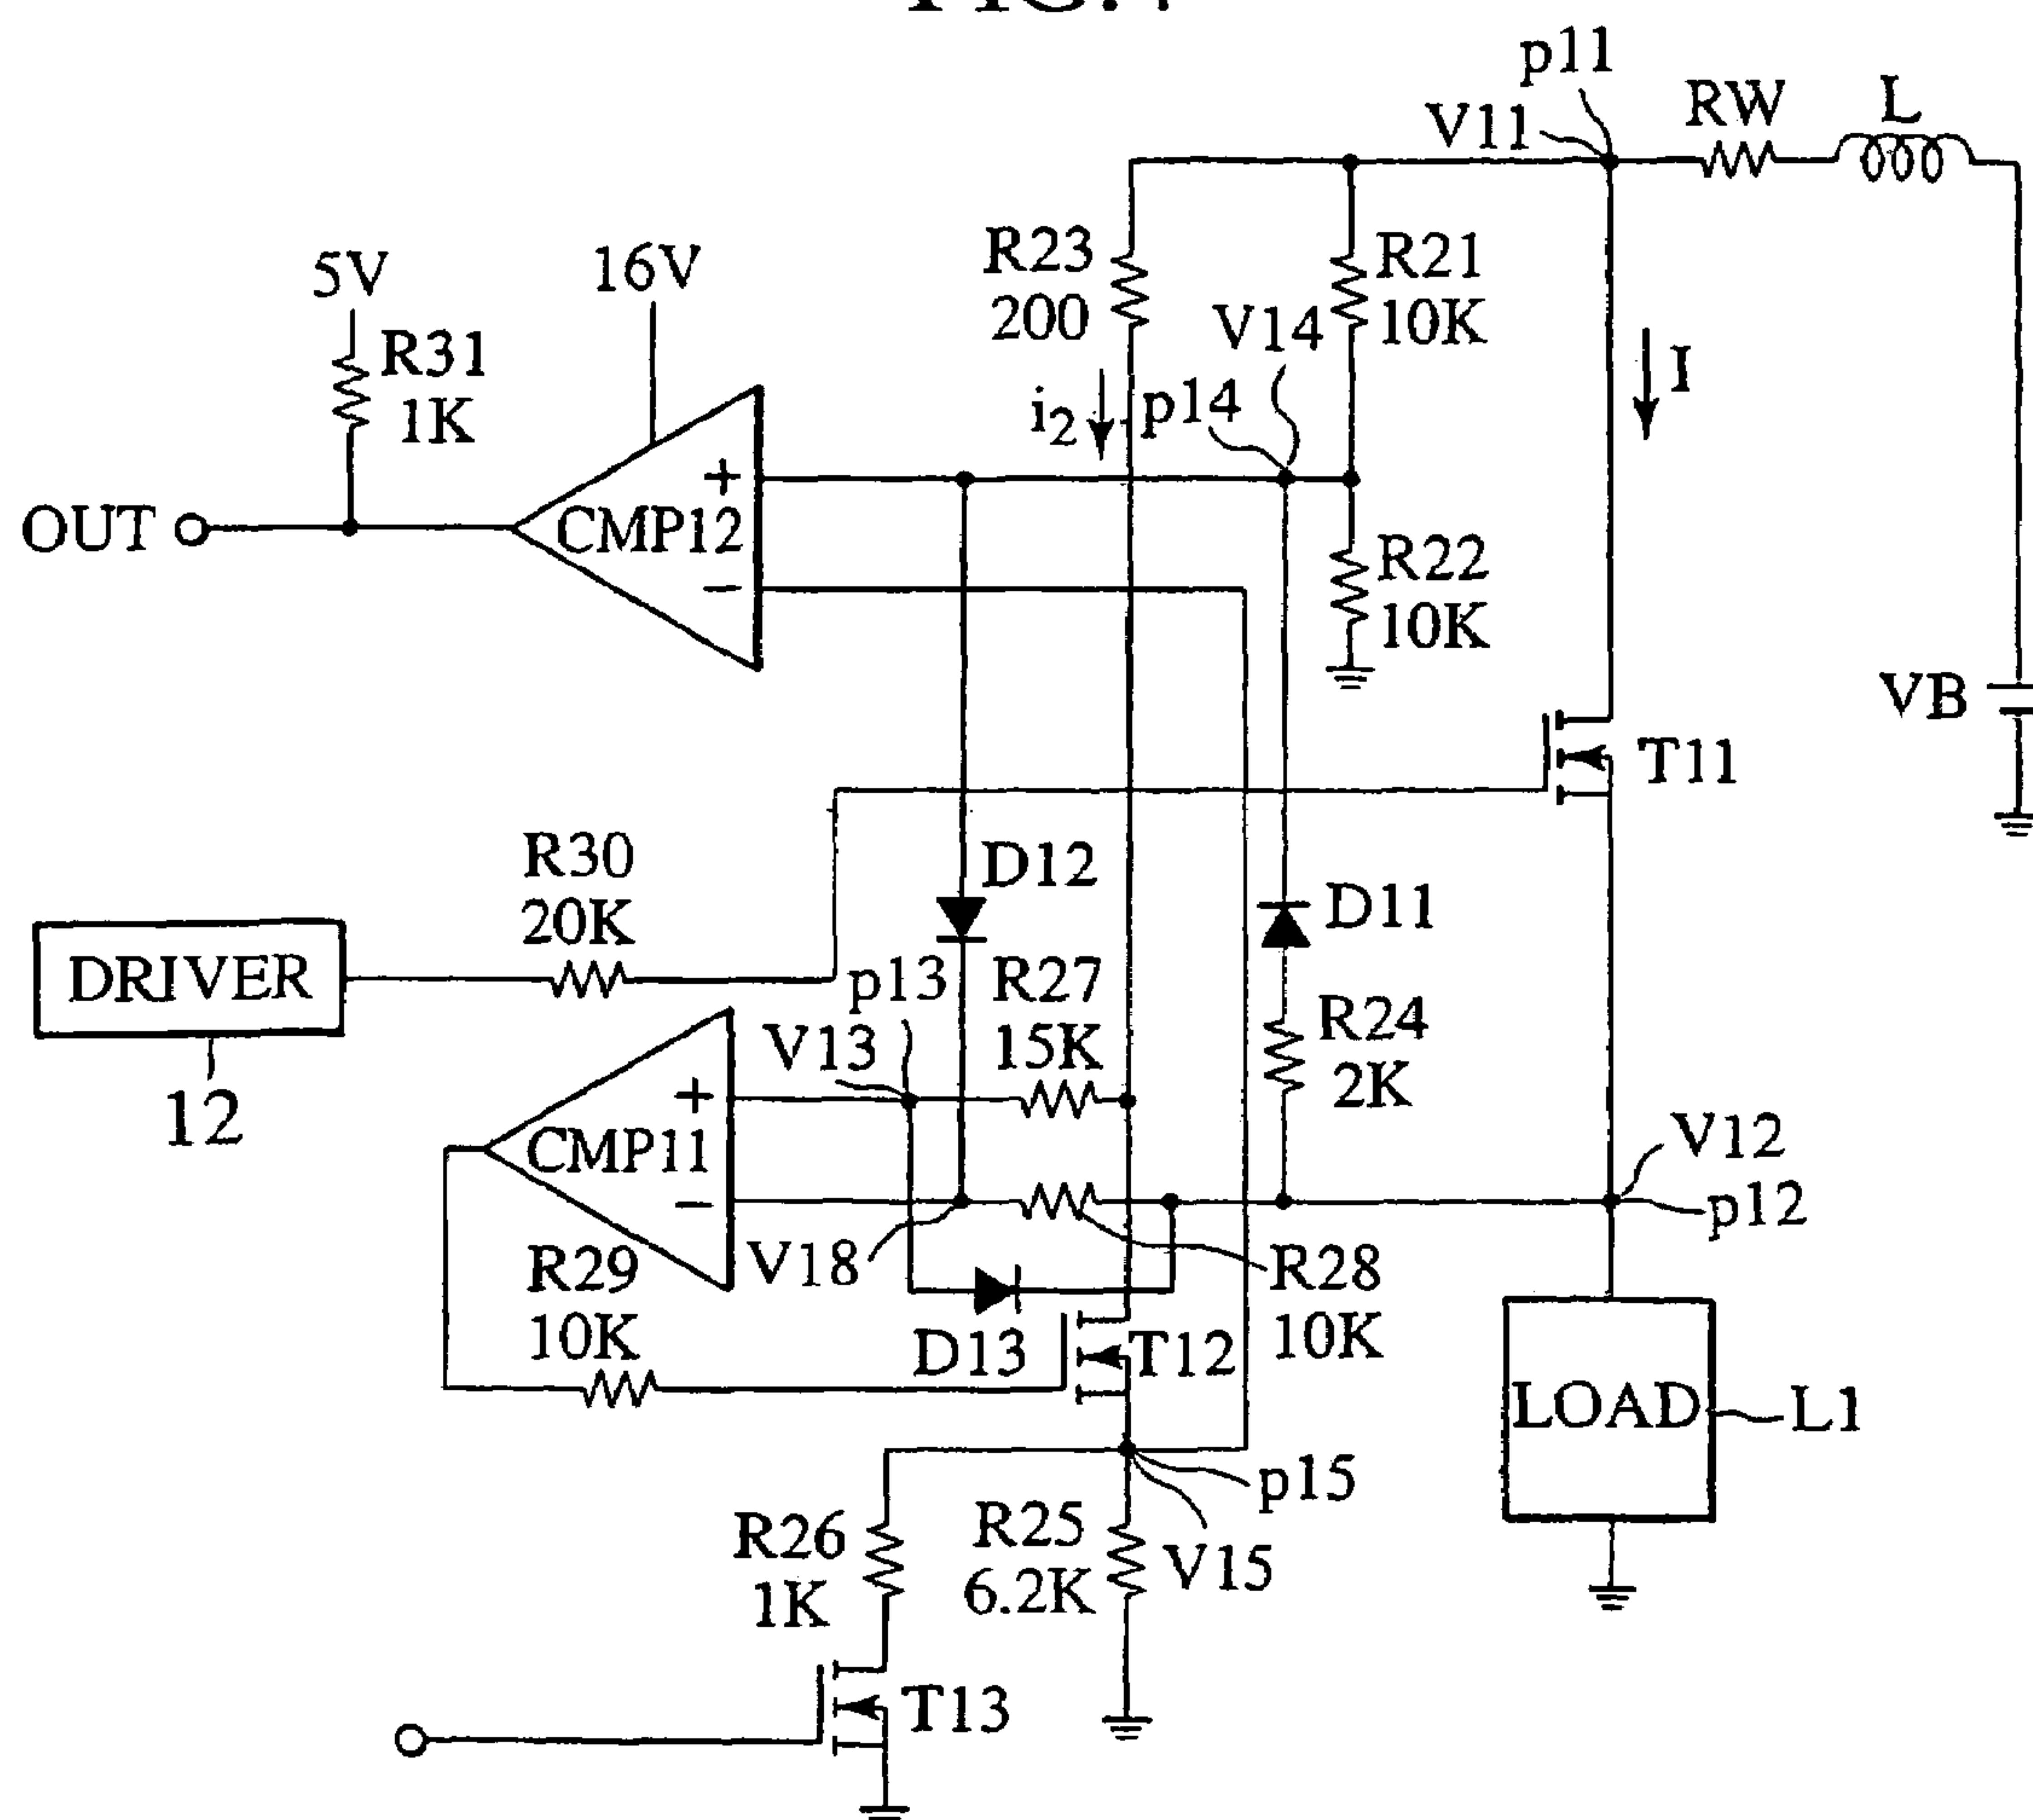 p11
V11
RW
L
R23
200
R21
10K
5V
16V
V14
R31
1K
i2
p14
I
+
OUT
CMP12
−
R22
10K
VB
T11
R30
20K
D12
D11
DRIVER
p13
R27
15K
V13
R24
2K
12
+
CMP11
−
V12
p12
V18
R28
10K
R29
10K
D13
T12
LOAD
L1
p15
R26
1K
R25
6.2K
V15
T13